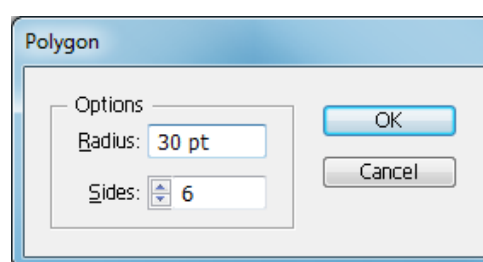 Polygon
Options
Radius: 30 pt
Sides: 6
OK
Cancel